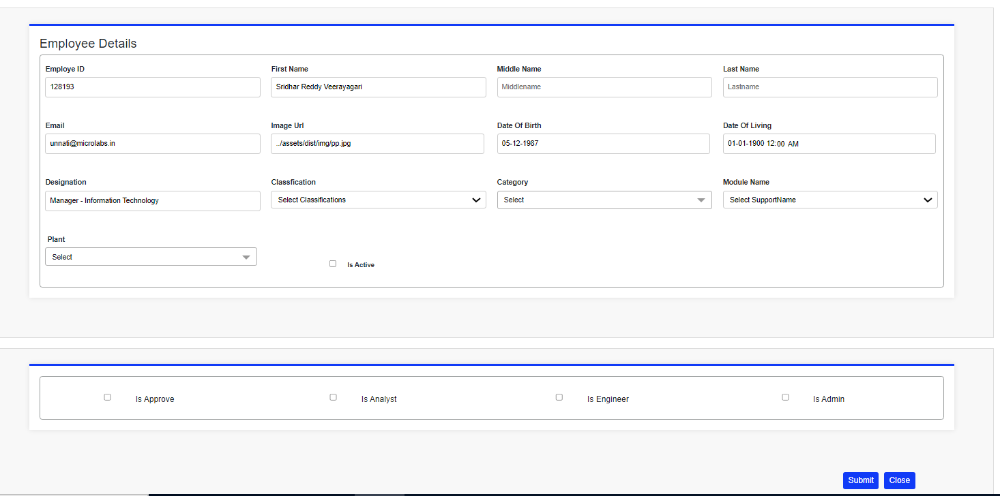 Employee Details
Employe ID First Name Middle Name Last Name
128193 Sridhar Reddy Veerayagari Middlename Lastname
Email Image Url Date Of Birth Date Of Living
unnati@microlabs.in ../assets/dist/img/pp.jpg 05-12-1987 01-01-1900 12:00 AM
Designation Classfication Category Module Name
Manager - Information Technology Select Classifications Select Select SupportName
Plant
Select Is Active
Is Approve Is Analyst Is Engineer Is Admin
Submit Close